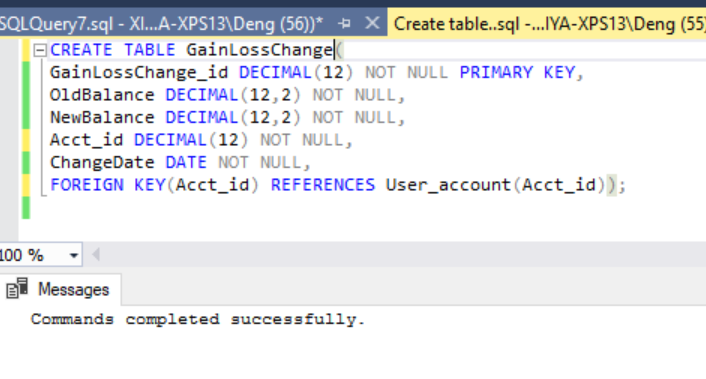 SQLQuery7.sql - XI...A-XPS13\Deng (56))* Create table..sql -...IYA-XPS13\Deng (55)
CREATE TABLE GainLossChange(
GainLossChange_id DECIMAL(12) NOT NULL PRIMARY KEY,
OldBalance DECIMAL(12,2) NOT NULL,
NewBalance DECIMAL(12,2) NOT NULL,
Acct_id DECIMAL(12) NOT NULL,
ChangeDate DATE NOT NULL,
FOREIGN KEY(Acct_id) REFERENCES User_account(Acct_id));
100 %
Messages
Commands completed successfully.